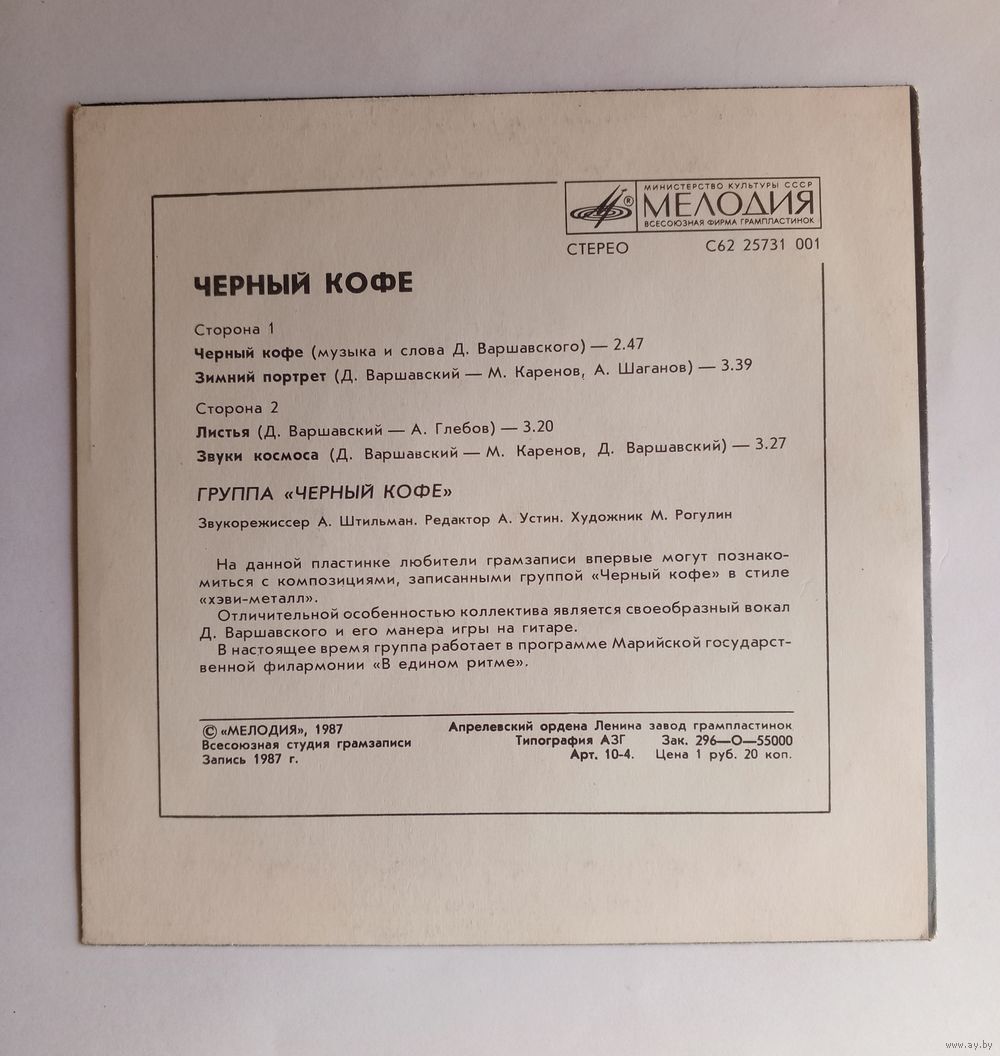 МИНИСТЕРСТВО КУЛЬТУРЫ СССР
® МЕЛОДИЯ
ВСЕСОЮЗНАЯ ФИРМА ГРАМПЛАСТИНОК
СТЕРЕО С62 25731 001
ЧЕРНЫЙ КОФЕ
Сторона 1
Черный кофе (музыка и слова Д. Варшавского) — 2.47
Зимний портрет (Д. Варшавский — М. Каренов, А. Шаганов) — 3.39
Сторона 2
Листья (Д. Варшавский — А. Глебов) — 3.20
Звуки космоса (Д. Варшавский — М. Каренов, Д. Варшавский) — 3.27
ГРУППА «ЧЕРНЫЙ КОФЕ»
Звукорежиссер А. Штильман. Редактор А. Устин. Художник М. Рогулин
На данной пластинке любители грамзаписи впервые могут познако-
миться с композициями, записанными группой «Черный кофе» в стиле
«хэви-металл».
Отличительной особенностью коллектива является своеобразный вокал
Д. Варшавского и его манера игры на гитаре.
В настоящее время группа работает в программе Марийской государст-
венной филармонии «В едином ритме».
© «МЕЛОДИЯ», 1987 Апрелевский ордена Ленина завод грампластинок
Всесоюзная студия грамзаписи Типография АЗГ Зак. 296—О—55000
Запись 1987 г. Арт. 10-4. Цена 1 руб. 20 коп.
www.ay.by